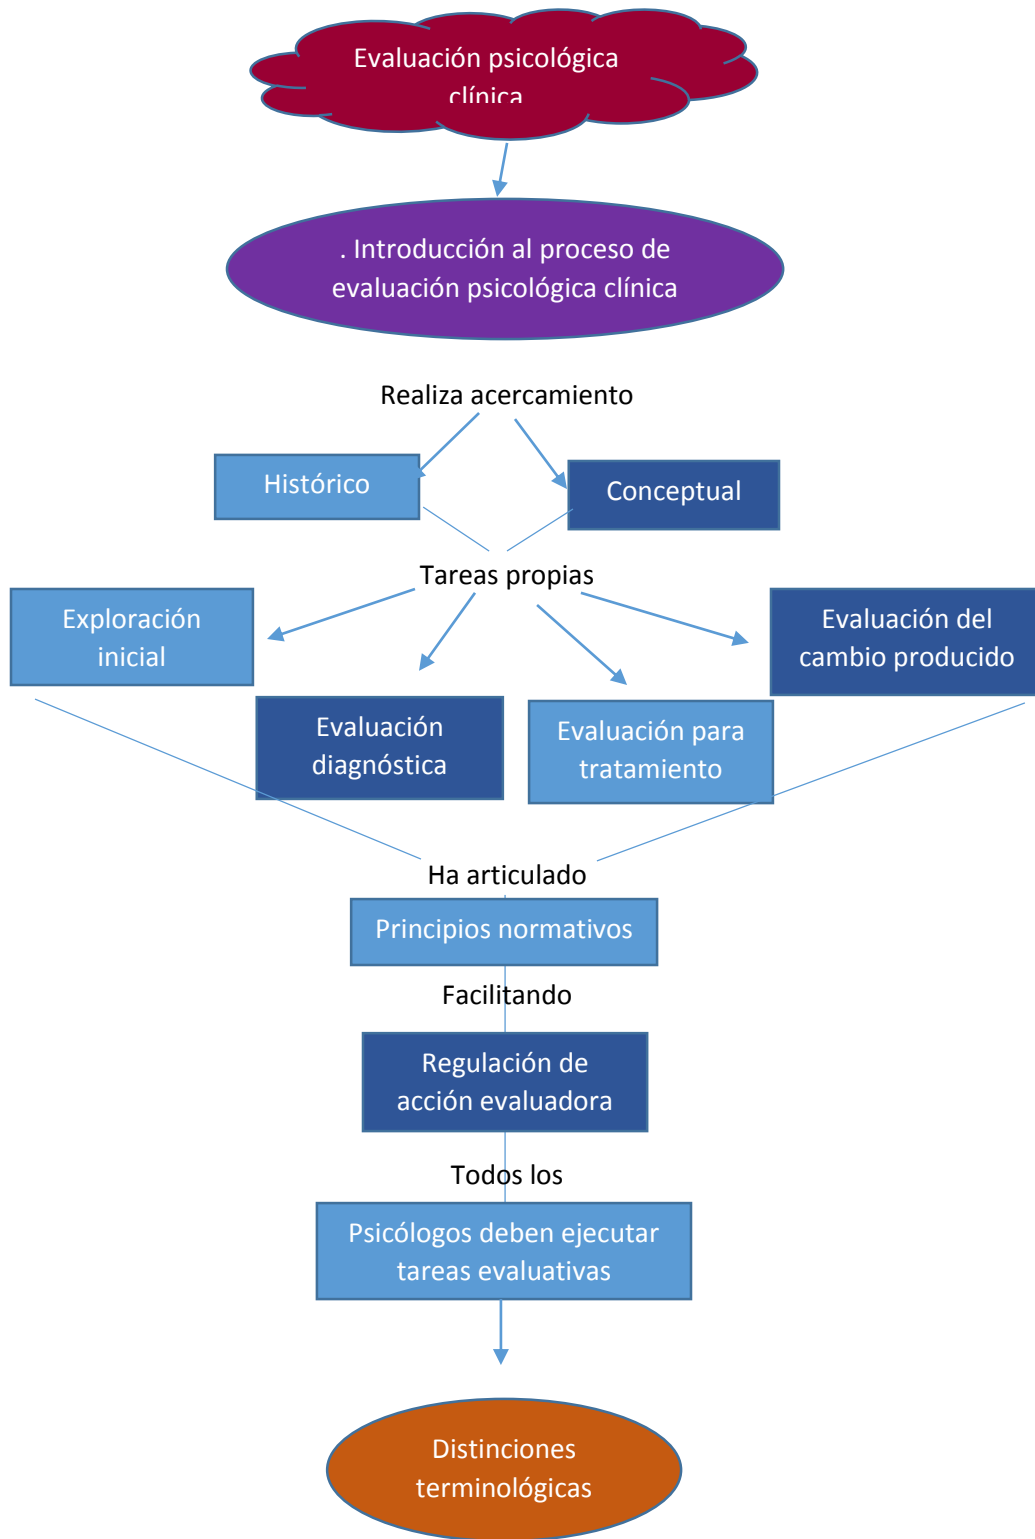 Evaluación psicológica
clínica
. Introducción al proceso de
evaluación psicológica clínica
Realiza acercamiento
Histórico
Conceptual
Tareas propias
Exploración
inicial
Evaluación del
cambio producido
Evaluación
diagnóstica
Evaluación para
tratamiento
Ha articulado
Principios normativos
Facilitando
Regulación de
acción evaluadora
Todos los
Psicólogos deben ejecutar
tareas evaluativas
Distinciones
terminológicas